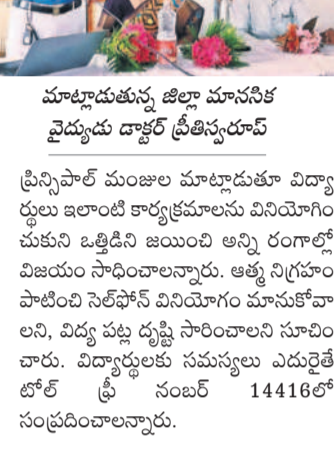 మాట్లాడుతున్న జిల్లా మానసిక
వైద్యుడు డాక్టర్ ప్రీతిస్వరూప్
ప్రిన్సిపాల్ మంజుల మాట్లాడుతూ విద్యా
ర్థులు ఇలాంటి కార్యక్రమాలను వినియోగిం
చుకుని ఒత్తిడిని జయించి అన్ని రంగాల్లో
విజయం సాధించాలన్నారు. ఆత్మ నిగ్రహం
పాటించి సెల్‌ఫోన్ వినియోగం మానుకోవా
లని, విద్య పట్ల దృష్టి సారించాలని సూచిం
చారు. విద్యార్థులకు సమస్యలు ఎదురైతే
టోల్ ఫ్రీ నంబర్ 14416లో
సంప్రదించాలన్నారు.